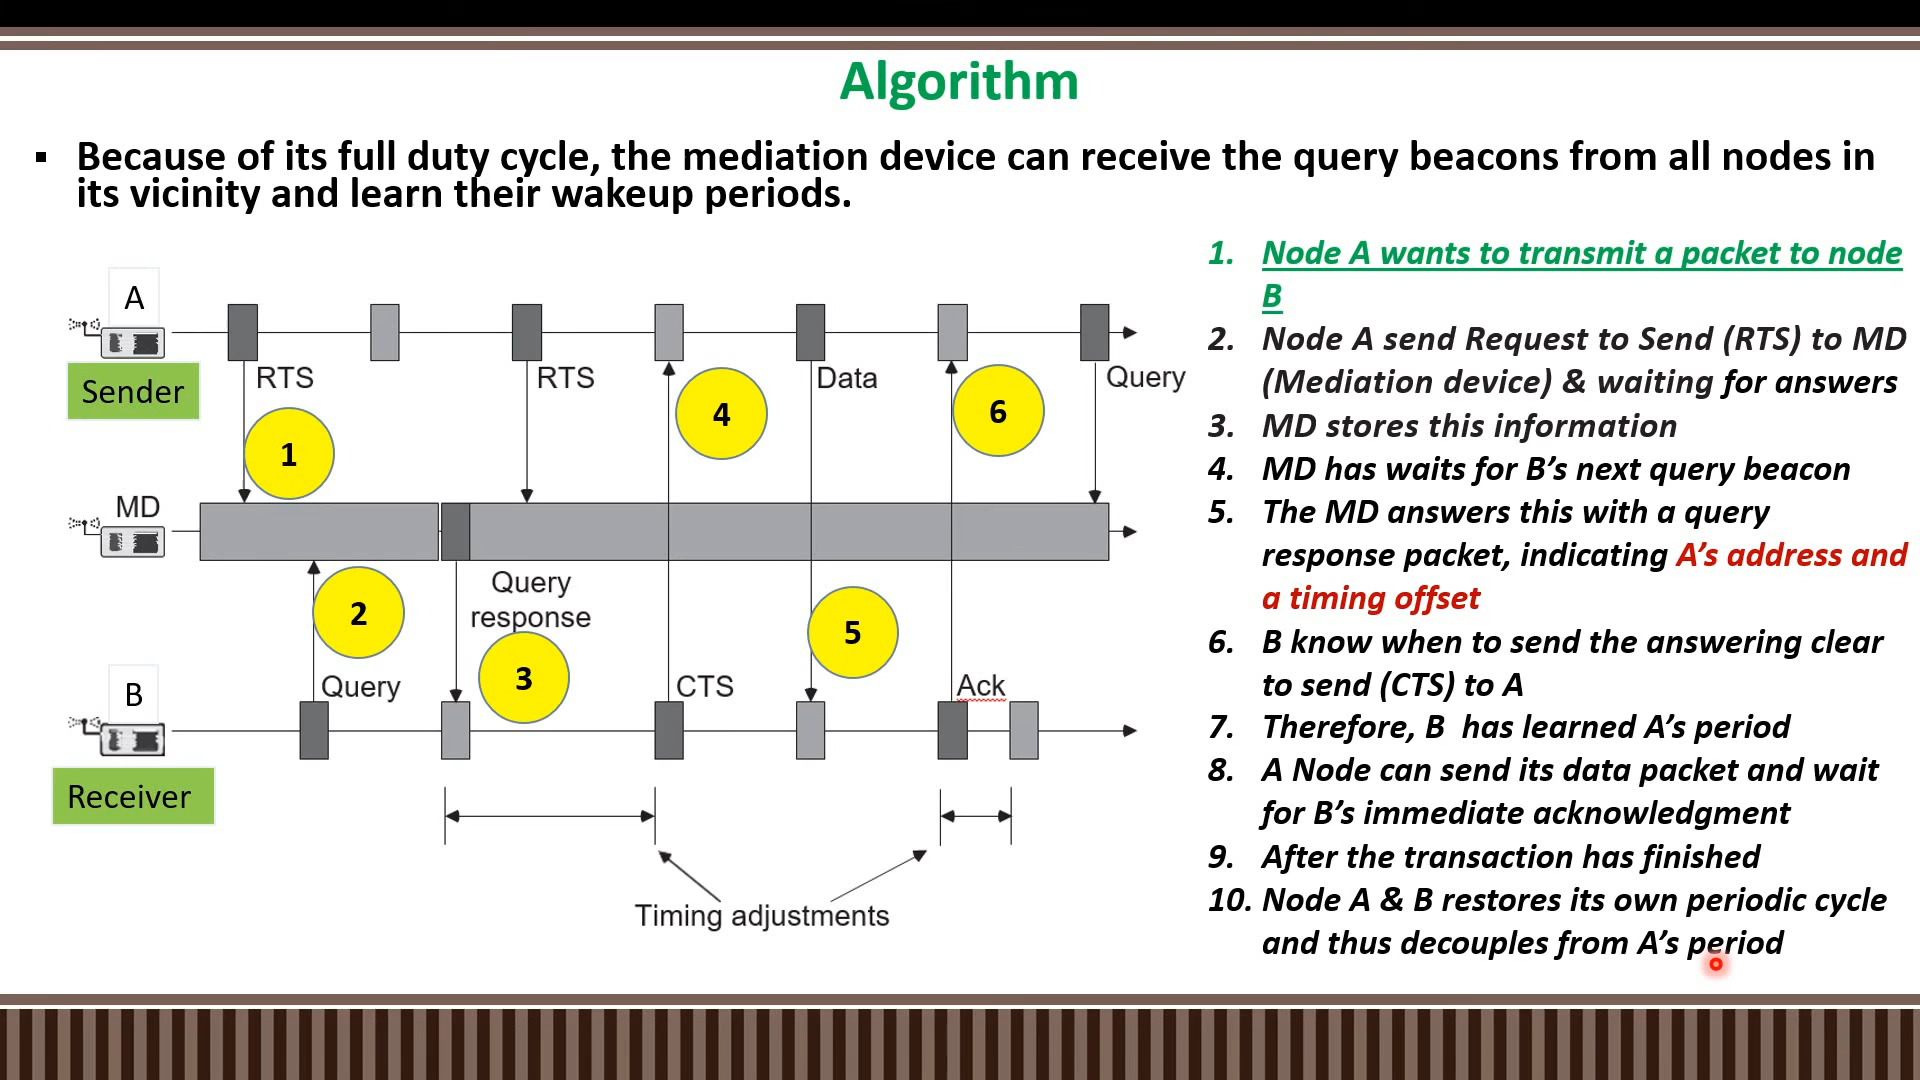 Algorithm
▪ Because of its full duty cycle, the mediation device can receive the query beacons from all nodes in
its vicinity and learn their wakeup periods.
A
Sender
RTS
RTS
Data
Query
1
4
6
MD
2
Query
response
3
5
B
Query
CTS
Ack
Receiver
Timing adjustments
1. Node A wants to transmit a packet to node
B
2. Node A send Request to Send (RTS) to MD
(Mediation device) & waiting for answers
3. MD stores this information
4. MD has waits for B’s next query beacon
5. The MD answers this with a query
response packet, indicating A’s address and
a timing offset
6. B know when to send the answering clear
to send (CTS) to A
7. Therefore, B has learned A’s period
8. A Node can send its data packet and wait
for B’s immediate acknowledgment
9. After the transaction has finished
10. Node A & B restores its own periodic cycle
and thus decouples from A’s period